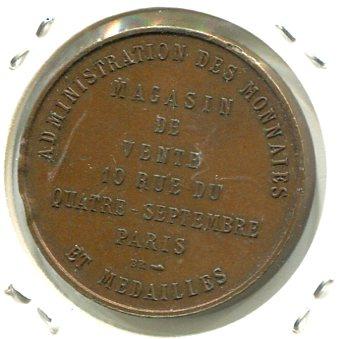 ADMINISTRATION DES MONNAIES
MAGASIN
DE
VENTE
10 RUE DU
QUATRE-SEPTEMBRE
PARIS
ET MEDAILLES